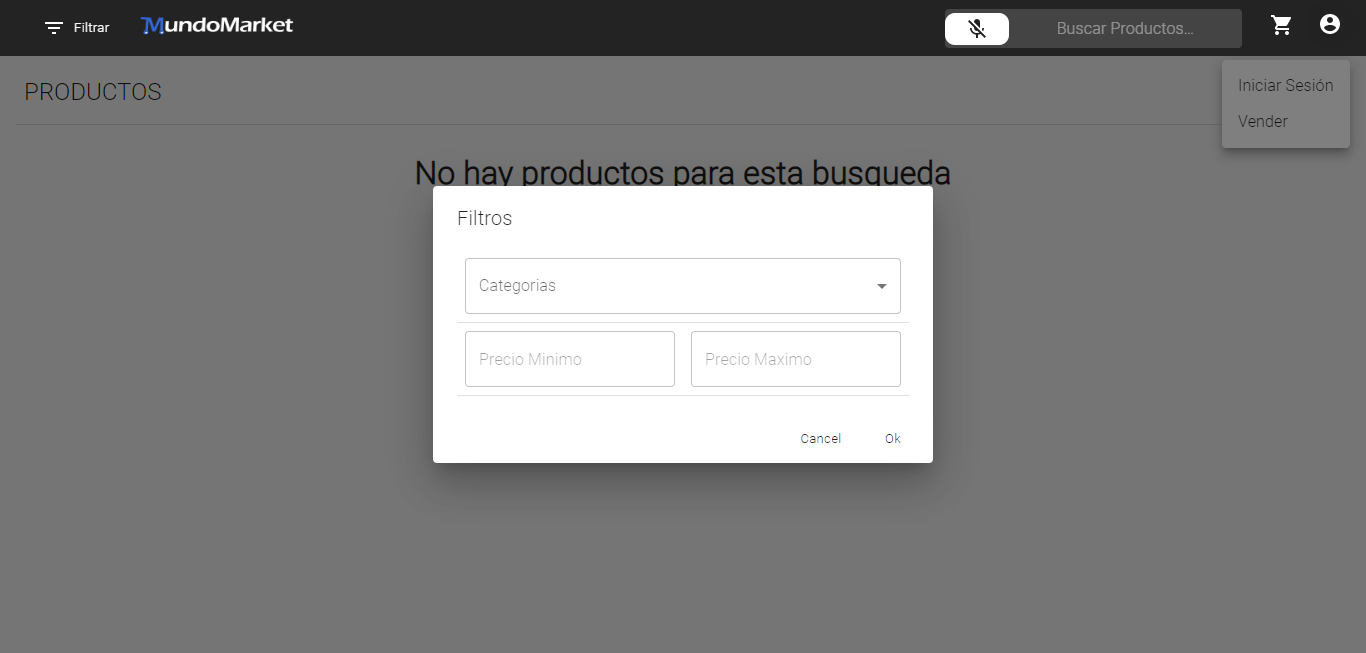 Filtrar
MundoMarket
Buscar Productos...
Iniciar Sesión
Vender
PRODUCTOS
No hay productos para esta busqueda
Filtros
Categorias
Precio Minimo
Precio Maximo
Cancel
Ok